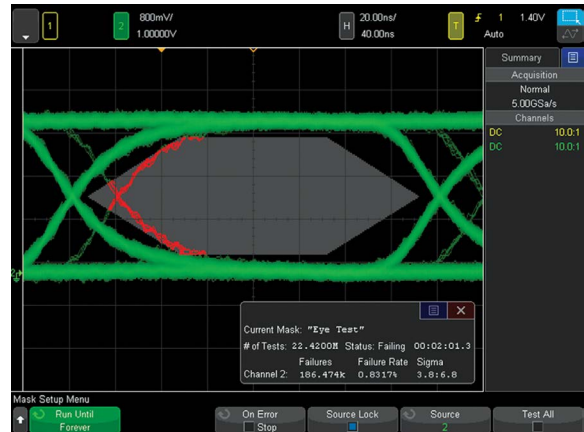 1
2
800mV/
1.00000V
H
20.00ns/
40.00ns
T
1
1.40V
Auto
Summary
Acquisition
Normal
5.00GSa/s
Channels
DC 10.0:1
DC 10.0:1
2
Current Mask: "Eye Test"
# of Tests: 22.4200M Status: Failing 00:02:01.3
Failures Failure Rate Sigma
Channel 2: 186.474k 0.8317% 3.8:6.8
Mask Setup Menu
Run Until
Forever
On Error
Stop
Source Lock
Source
2
Test All